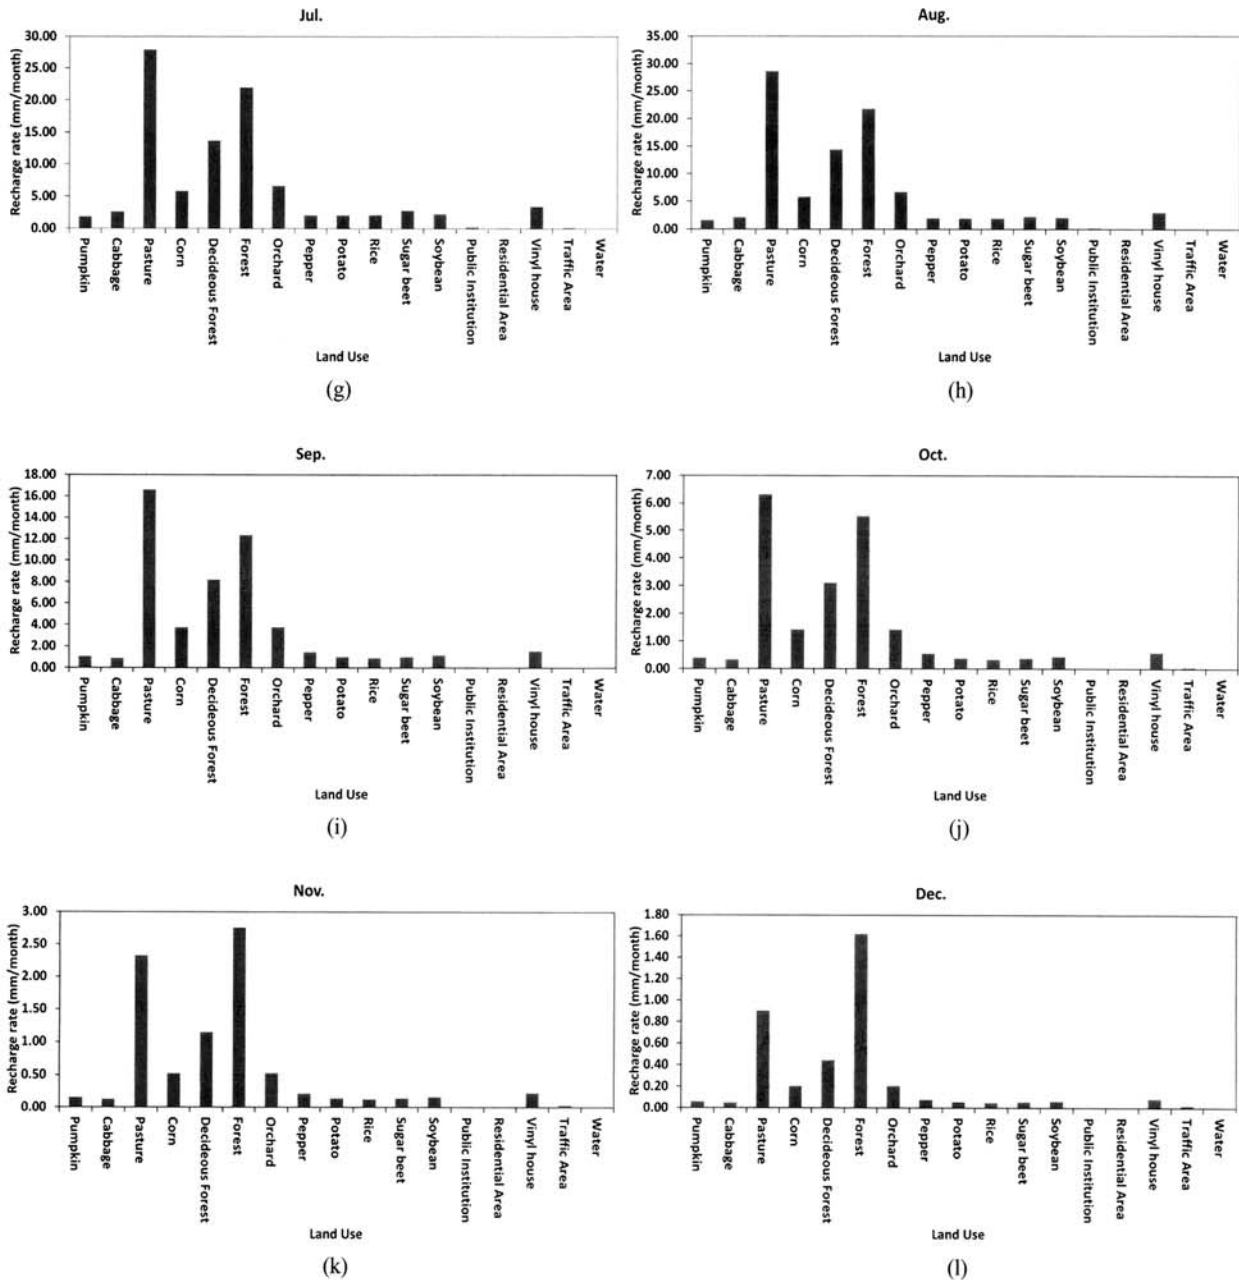 Jul.
Recharge rate (mm/month)
30.00
25.00
20.00
15.00
10.00
5.00
0.00
Pumpkin
Cabbage
Pasture
Corn
Decideous Forest
Forest
Orchard
Pepper
Potato
Rice
Sugar beet
Soybean
Public Institution
Residential Area
Vinyl house
Traffic Area
Water
Land Use
(g)
Aug.
Recharge rate (mm/month)
35.00
30.00
25.00
20.00
15.00
10.00
5.00
0.00
Pumpkin
Cabbage
Pasture
Corn
Decideous Forest
Forest
Orchard
Pepper
Potato
Rice
Sugar beet
Soybean
Public Institution
Residential Area
Vinyl house
Traffic Area
Water
Land Use
(h)
Sep.
Recharge rate (mm/month)
18.00
16.00
14.00
12.00
10.00
8.00
6.00
4.00
2.00
0.00
Pumpkin
Cabbage
Pasture
Corn
Decideous Forest
Forest
Orchard
Pepper
Potato
Rice
Sugar beet
Soybean
Public Institution
Residential Area
Vinyl house
Traffic Area
Water
Land Use
(i)
Oct.
Recharge rate (mm/month)
7.00
6.00
5.00
4.00
3.00
2.00
1.00
0.00
Pumpkin
Cabbage
Pasture
Corn
Decideous Forest
Forest
Orchard
Pepper
Potato
Rice
Sugar beet
Soybean
Public Institution
Residential Area
Vinyl house
Traffic Area
Water
Land Use
(j)
Nov.
Recharge rate (mm/month)
3.00
2.50
2.00
1.50
1.00
0.50
0.00
Pumpkin
Cabbage
Pasture
Corn
Decideous Forest
Forest
Orchard
Pepper
Potato
Rice
Sugar beet
Soybean
Public Institution
Residential Area
Vinyl house
Traffic Area
Water
Land Use
(k)
Dec.
Recharge rate (mm/month)
1.80
1.60
1.40
1.20
1.00
0.80
0.60
0.40
0.20
0.00
Pumpkin
Cabbage
Pasture
Corn
Decideous Forest
Forest
Orchard
Pepper
Potato
Rice
Sugar beet
Soybean
Public Institution
Residential Area
Vinyl house
Traffic Area
Water
Land Use
(l)